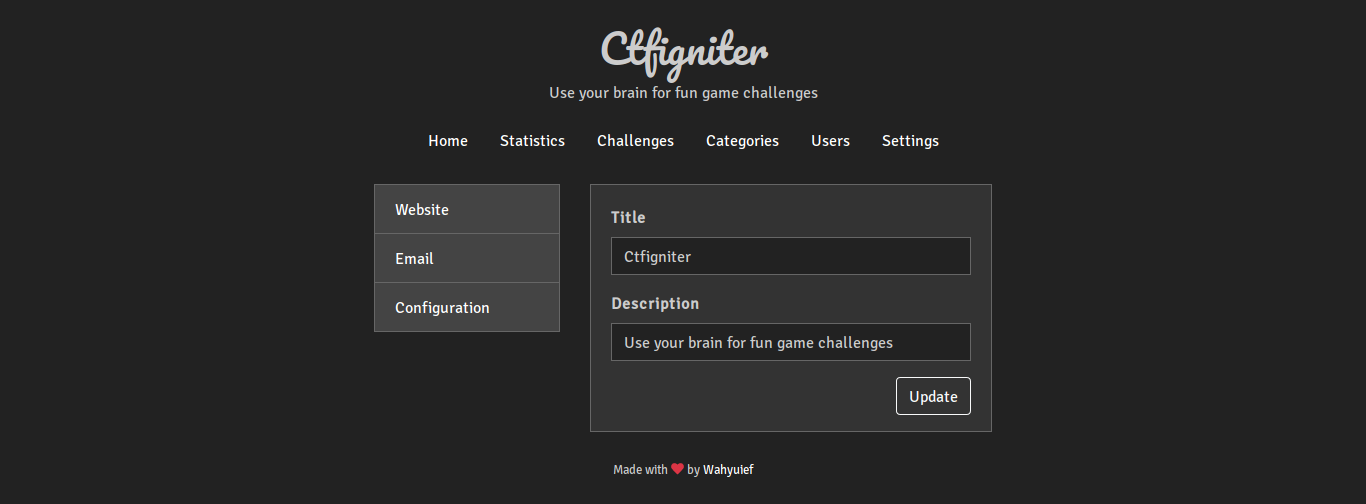 Ctfigniter
Use your brain for fun game challenges
Home Statistics Challenges Categories Users Settings
Website
Email
Configuration
Title
Ctfigniter
Description
Use your brain for fun game challenges
Update
Made with ❤ by Wahyuief